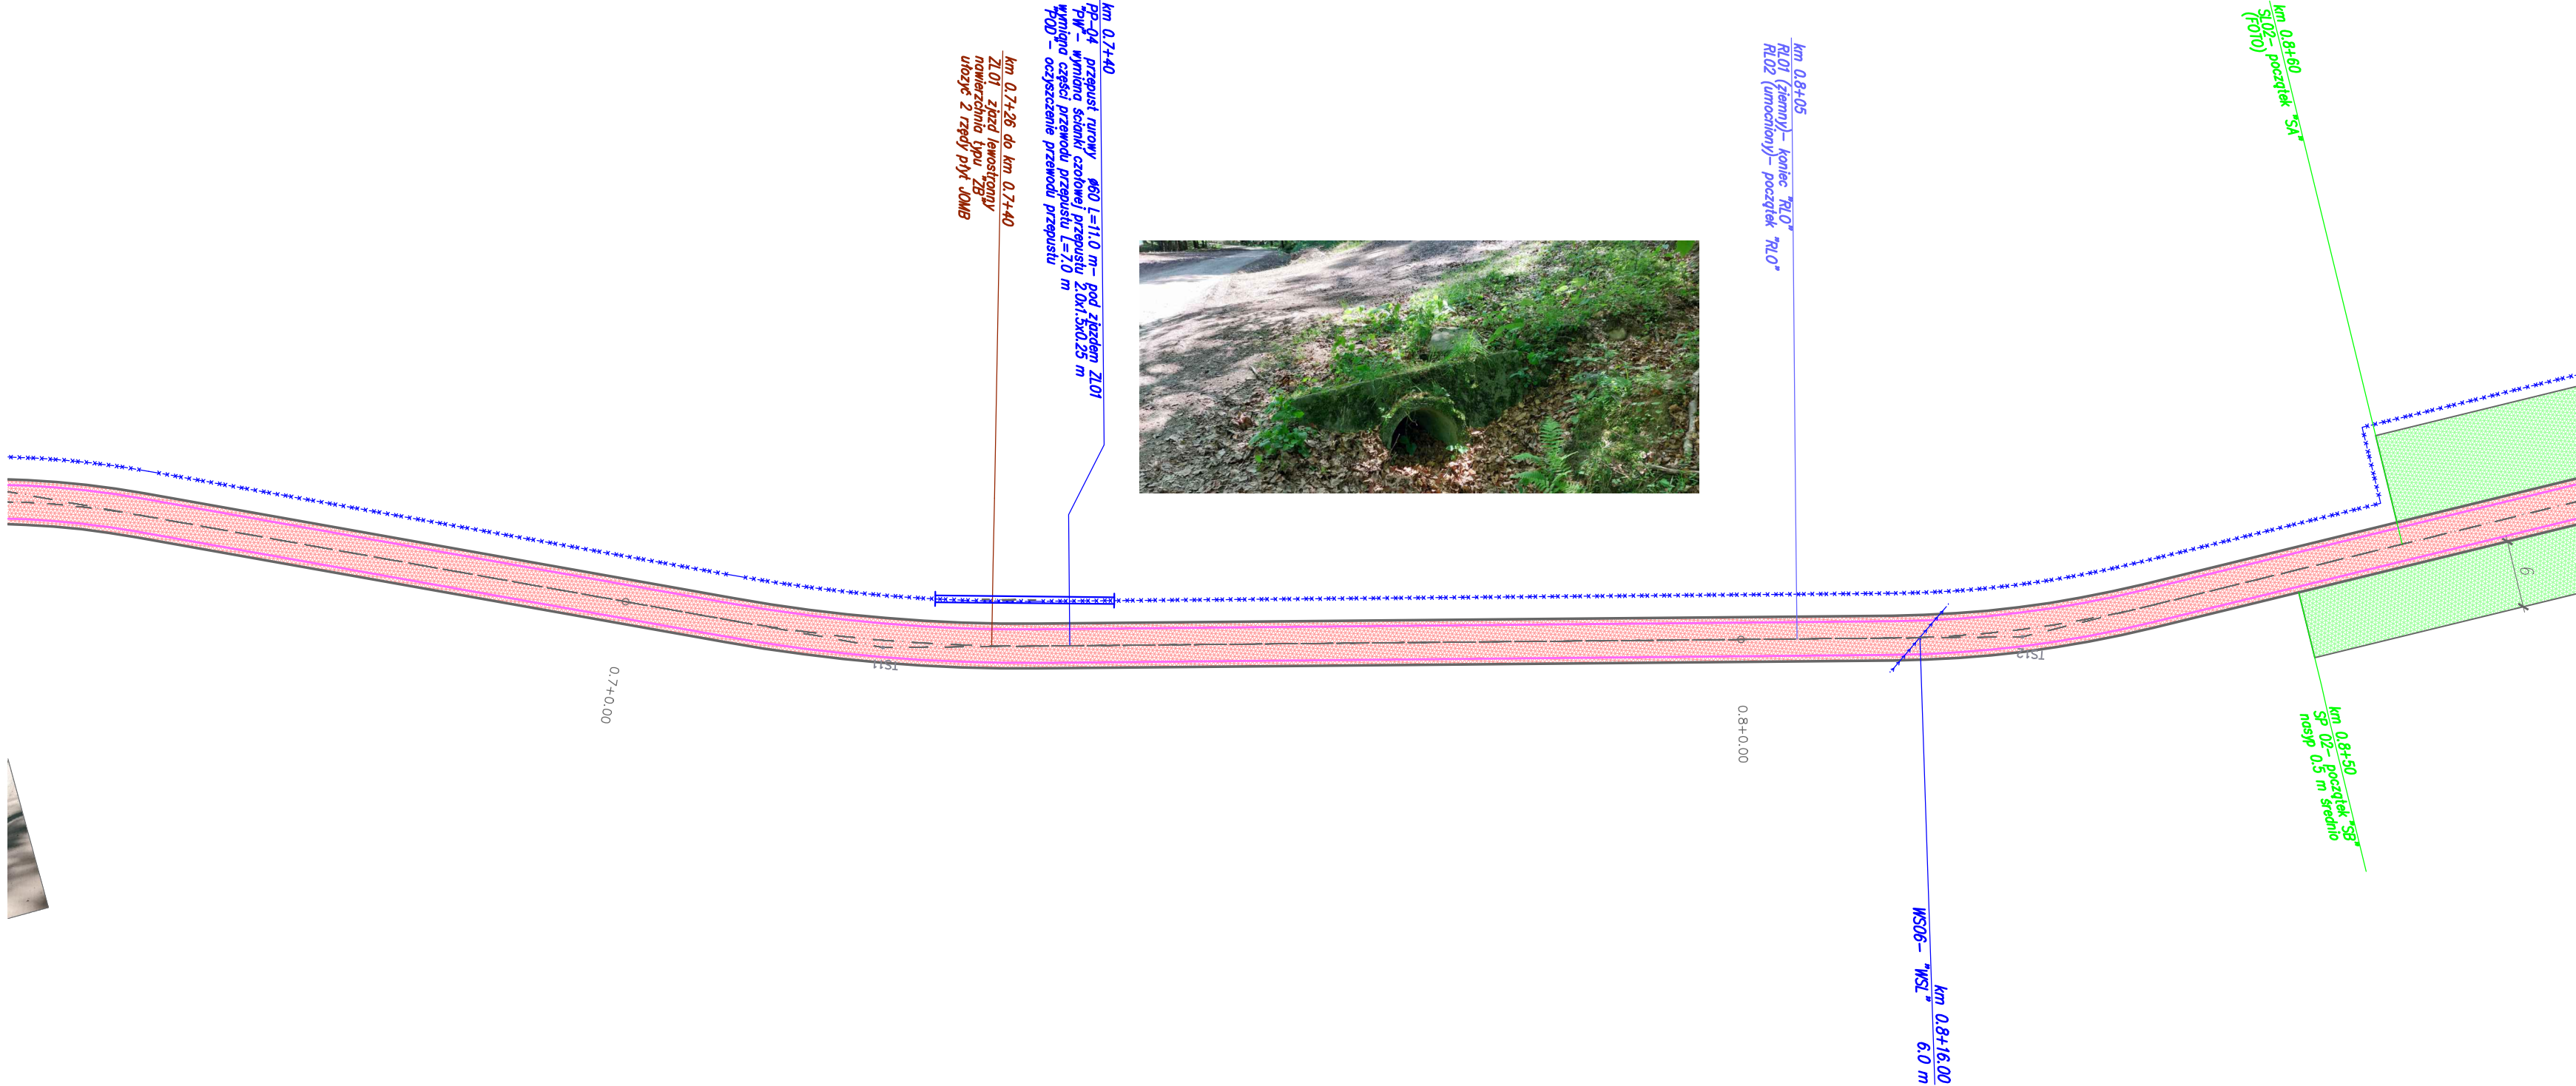 km 0.7+26 do km 0.7+40
ZL01 zjazd lewostronny
nawierzchnia typu "ZB"
ułożyć 2 rzędy płyt JOMB
km 0.7+40
PP-04 przepust rurowy ø60 L=11.0 m- pod zjazdem ZL01
"PW"- wymiana ścianki czołowej przepustu 2.0x1.5x0.25 m
wymiana części przewodu przepustu L=7.0 m
"POD"- oczyszczenie przewodu przepustu
km 0.8+05
RL01 (ziemny)- koniec "RLO"
RL02 (umocniony)- początek "RLO"
km 0.8+60
SL02- początek "SA"
(FOTO)
0.7+0.00
TS11
0.8+0.00
TS12
6
km 0.8+50
SP 02- początek "SB"
nasyp 0.5 m średnio
km 0.8+16.00
WS06- "WSL" 6.0 m